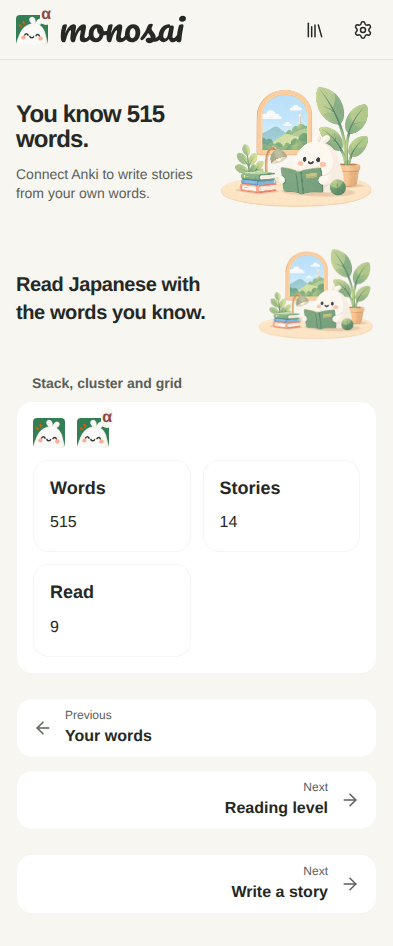 α
monosai
You know 515
words.
Connect Anki to write stories
from your own words.
Read Japanese with
the words you know.
Stack, cluster and grid
α
Words
515
Stories
14
Read
9
Previous
Your words
Next
Reading level
Next
Write a story